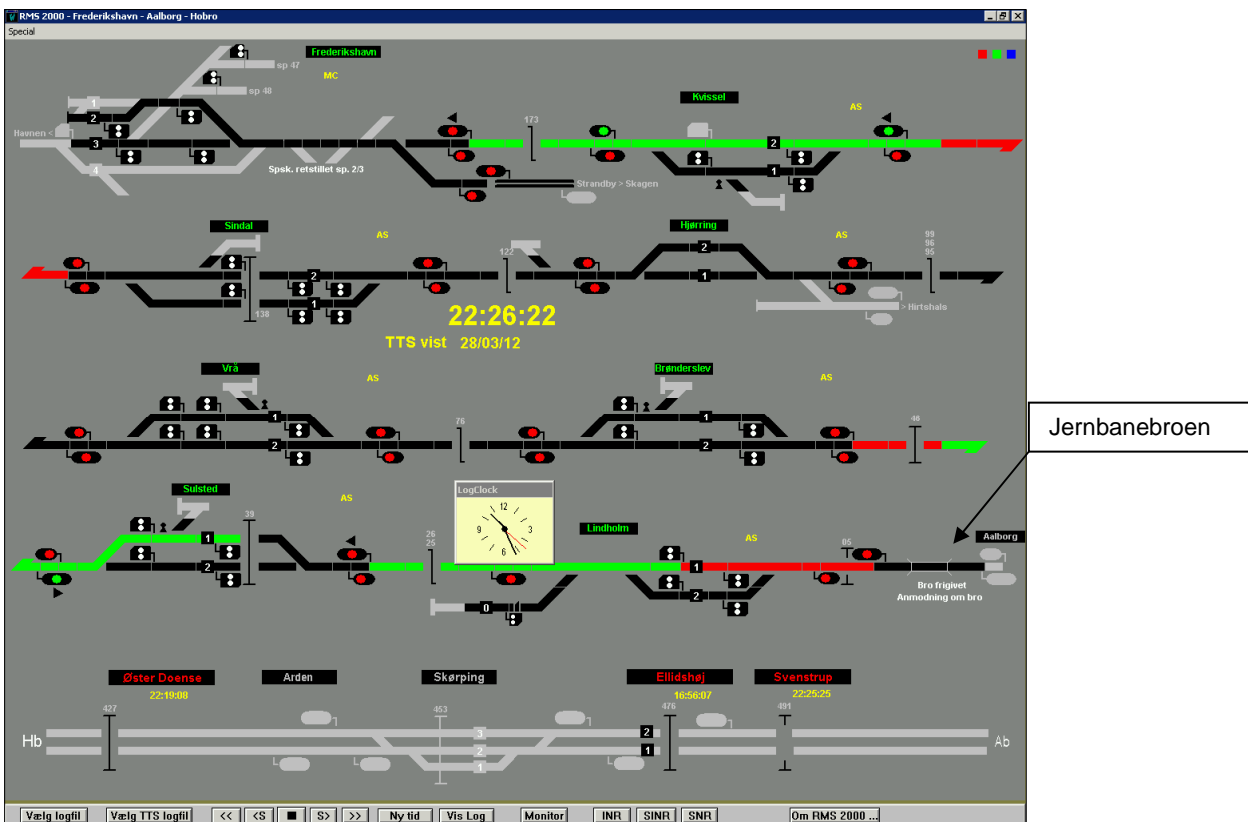 RMS 2000 - Frederikshavn - Aalborg - Hobro
Special
Frederikshavn
sp 47
MC
sp 48
Kvissel
AS
1
2
173
Havnen <
3
2
4
Spsk. retstillet sp. 2/3
1
Strandby > Skagen
Sindal
AS
Hjørring
AS
99
96
95
122
2
2
1
1
138
> Hirtshals
22:26:22
TTS vist 28/03/12
Vrå
AS
Brønderslev
AS
1
76
1
46
2
2
Jernbanebroen
Sulsted
AS
LogClock
12
9
3
6
39
26
25
Lindholm
AS
05
Aalborg
1
2
1
Bro frigivet
Anmodning om bro
2
0
Øster Doense
Arden
Skørping
Ellidshøj
Svenstrup
22:19:08
16:56:07
22:25:25
427
453
476
491
Hb
3
2
Ab
2
1
1
Vælg logfil
Vælg TTS logfil
<<
<S
S>
>>
Ny tid
Vis Log
Monitor
INR
SINR
SNR
Om RMS 2000 ...